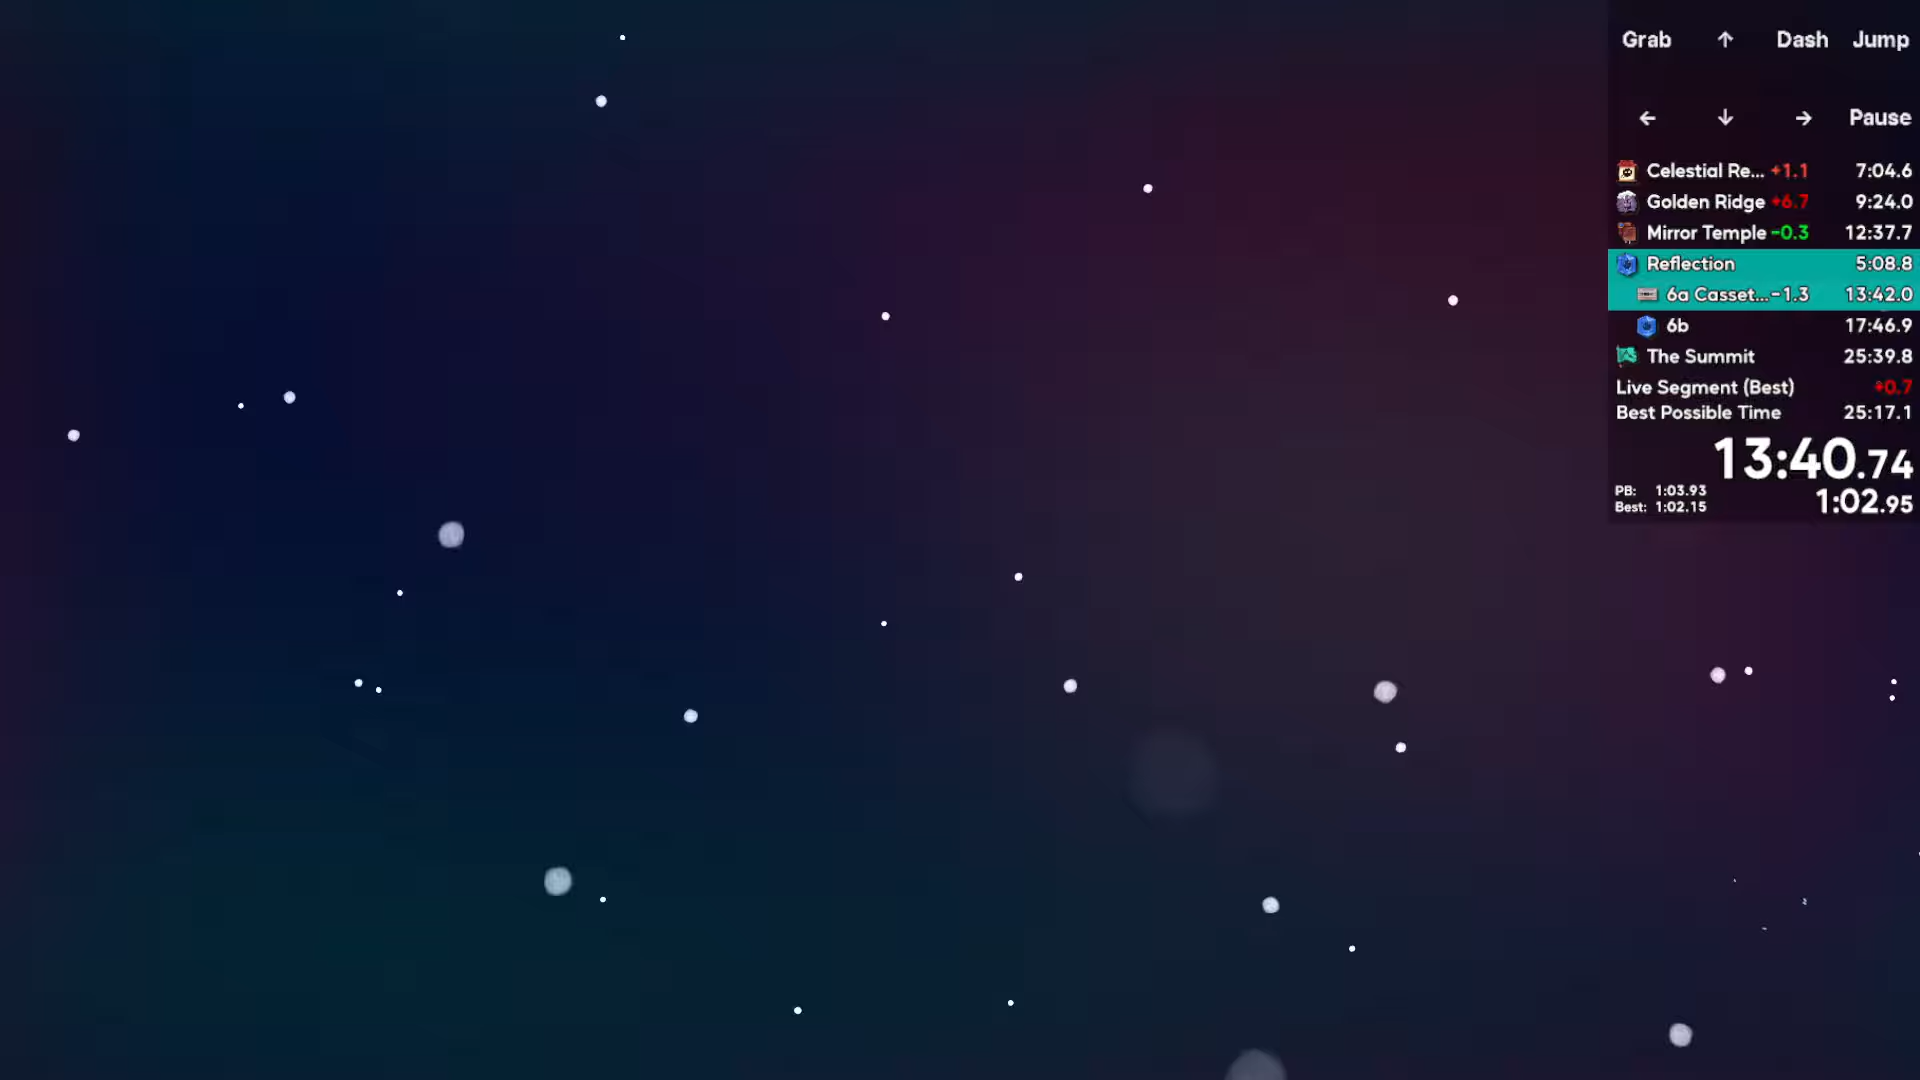 Grab ↑ Dash Jump
← ↓ → Pause
Celestial Re... +1.1 7:04.6
Golden Ridge +6.7 9:24.0
Mirror Temple -0.3 12:37.7
Reflection 5:08.8
6a Casset... -1.3 13:42.0
6b 17:46.9
The Summit 25:39.8
Live Segment (Best) +0.7
Best Possible Time 25:17.1
13:40.74
PB: 1:03.93
Best: 1:02.15
1:02.95